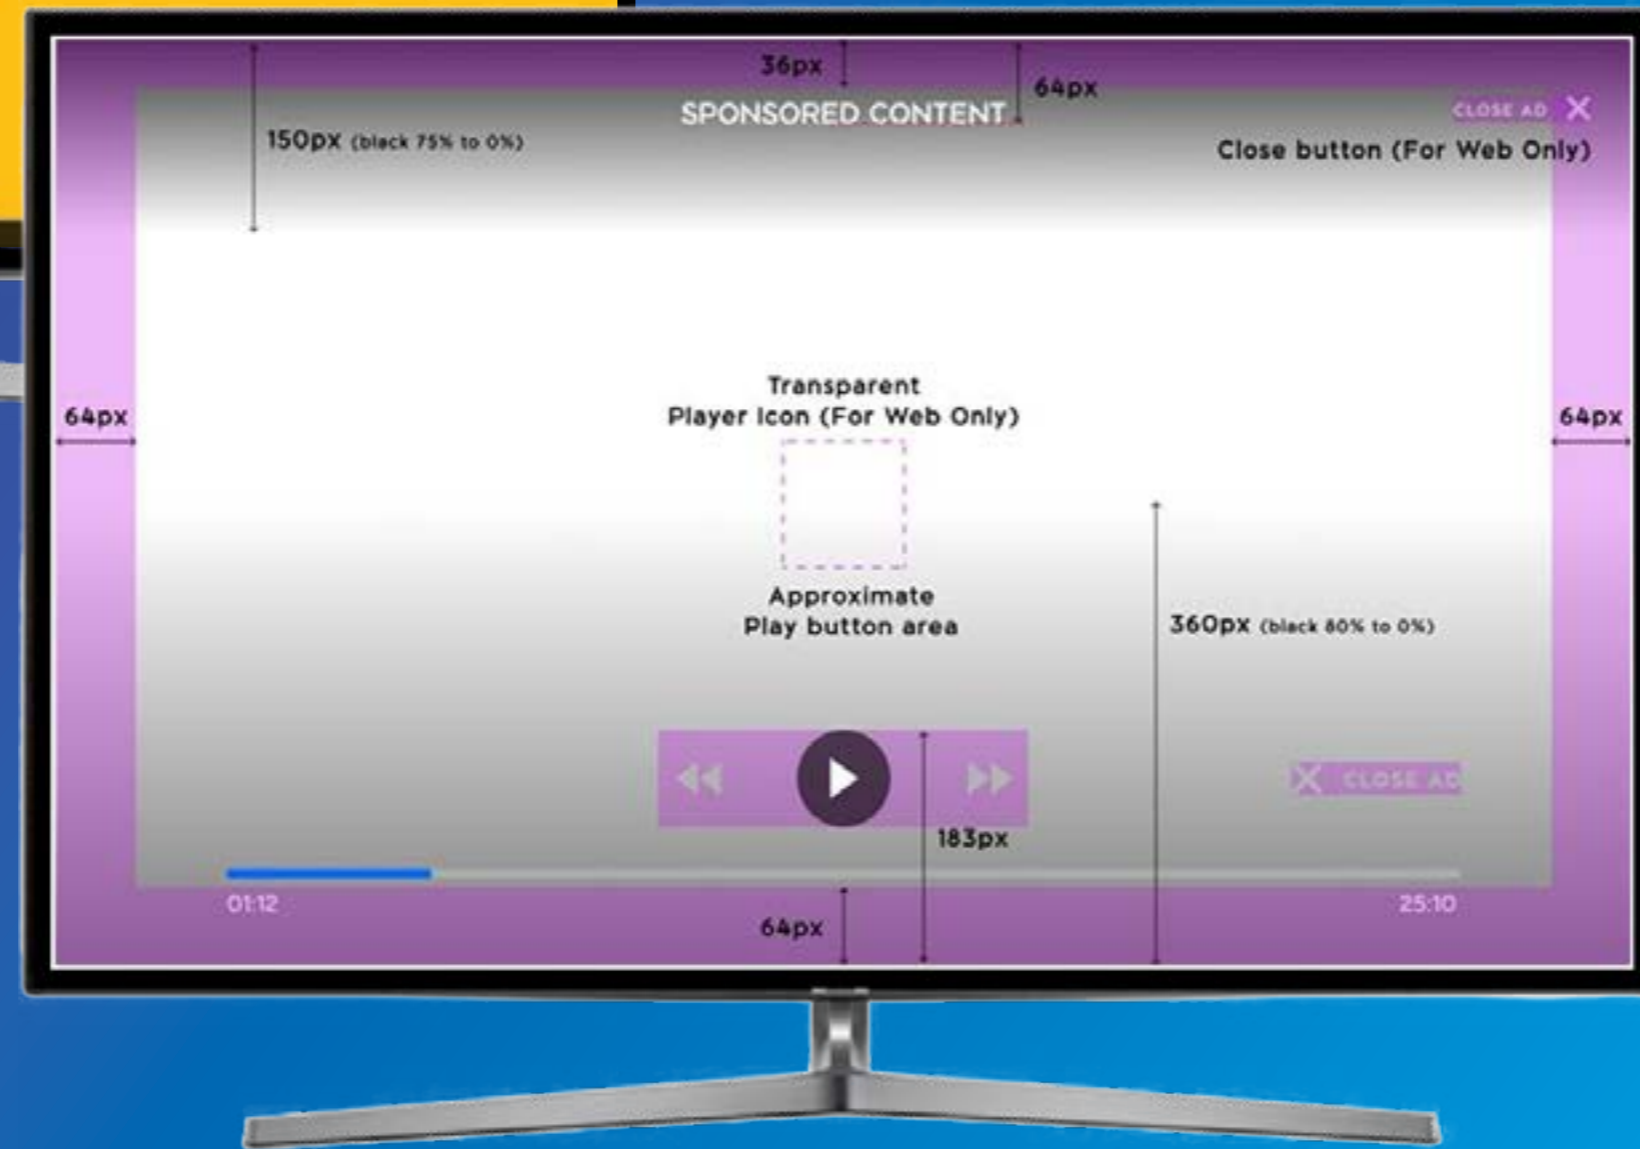 36px
64px
SPONSORED CONTENT
CLOSE AD X
150px (black 75% to 0%)
Close button (For Web Only)
Transparent
Player Icon (For Web Only)
64px
64px
Approximate
Play button area
360px (black 80% to 0%)
X CLOSE AD
183px
01:12
25:10
64px